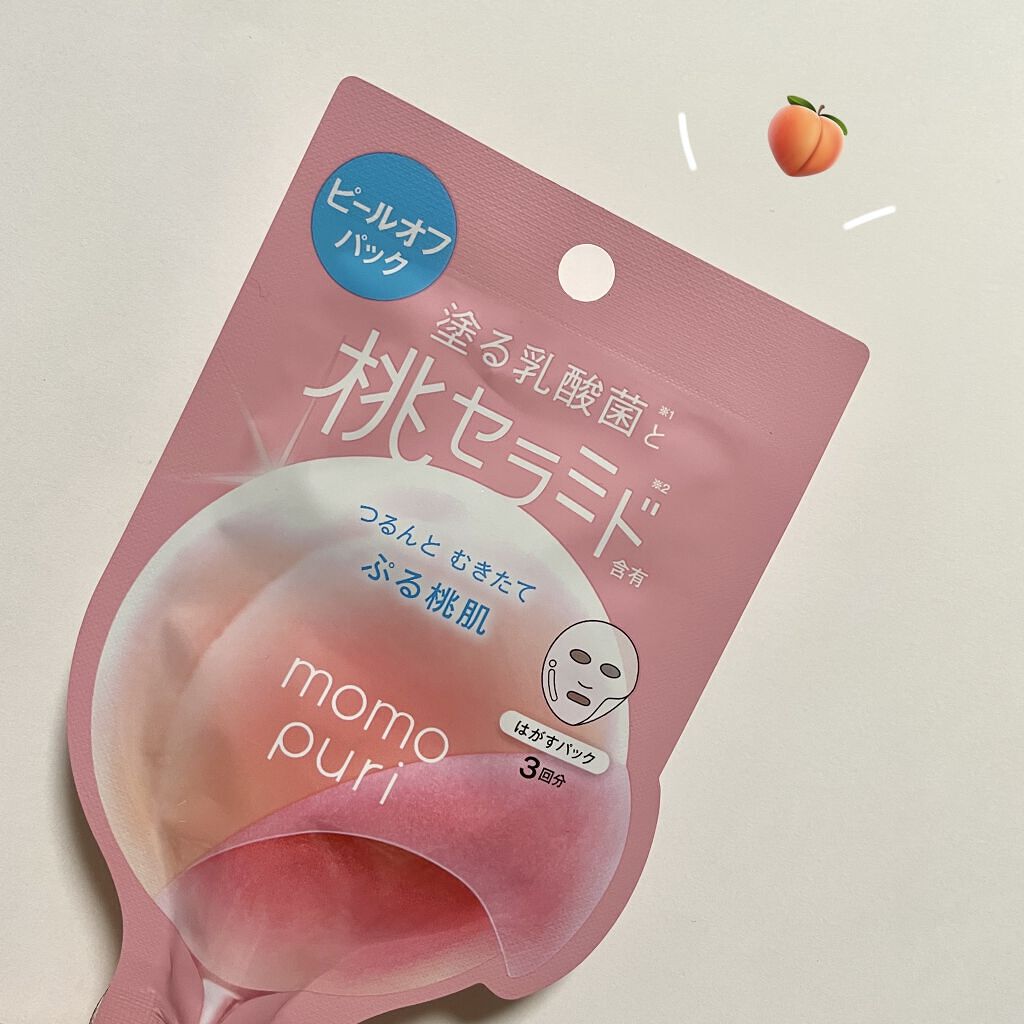 ピールオフ
パック
塗る乳酸菌※1と
桃セラミド※2
含有
つるんと むきたて
ぷる桃肌
momo
puri
はがすパック
3回分